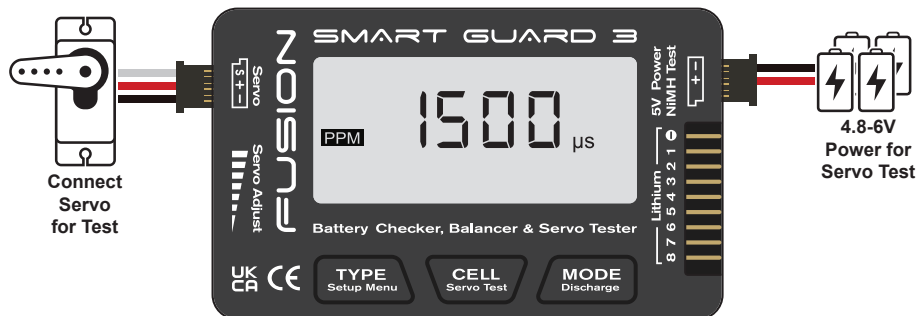 SMART GUARD 3
FUSION
Servo
S + -
Servo Adjust
PPM
1500 µs
5V Power
NiMH Test
- +
Lithium
1 2 3 4 5 6 7 8
Battery Checker, Balancer & Servo Tester
UK
CA
CE
TYPE
Setup Menu
CELL
Servo Test
MODE
Discharge
Connect
Servo
for Test
4.8-6V
Power for
Servo Test